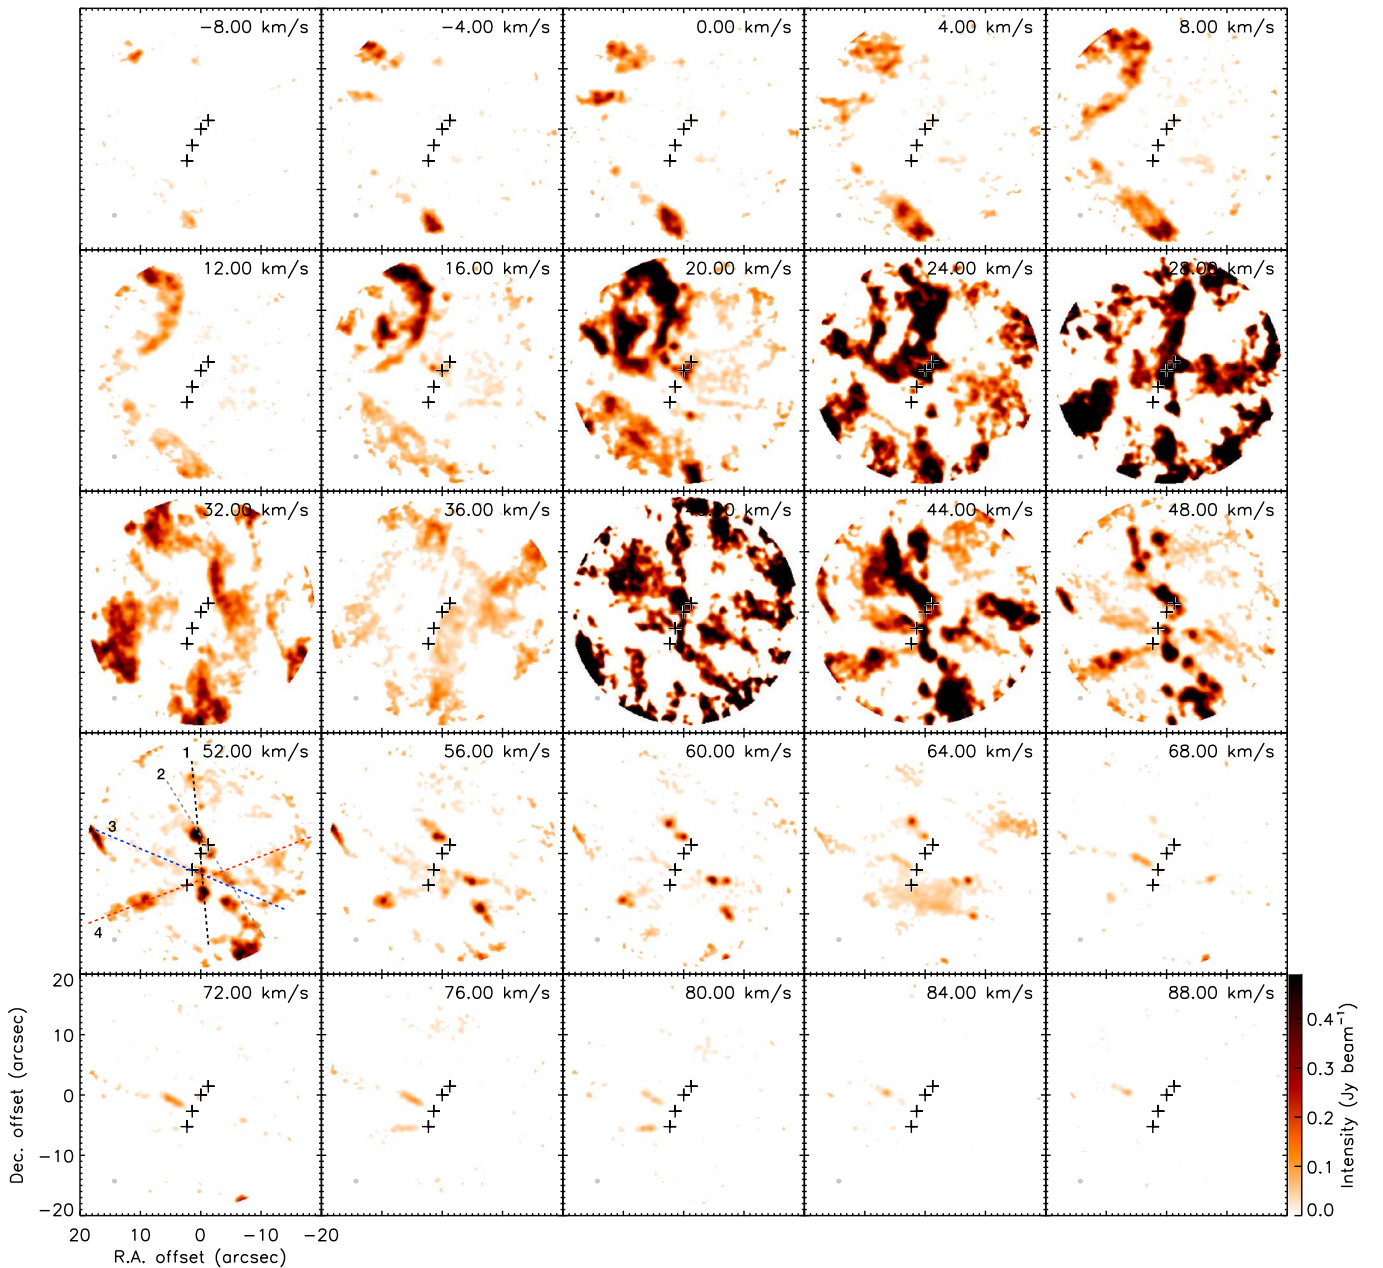 −8.00 km/s
−4.00 km/s
0.00 km/s
4.00 km/s
8.00 km/s
12.00 km/s
16.00 km/s
20.00 km/s
24.00 km/s
28.00 km/s
32.00 km/s
36.00 km/s
km/s
44.00 km/s
48.00 km/s
1
52.00 km/s
2
3
4
56.00 km/s
60.00 km/s
64.00 km/s
68.00 km/s
72.00 km/s
76.00 km/s
80.00 km/s
84.00 km/s
88.00 km/s
20
10
0
−10
−20
Dec. offset (arcsec)
20
10
0
−10
−20
R.A. offset (arcsec)
0.4
0.3
0.2
0.1
0.0
Intensity (Jy beam⁻¹)